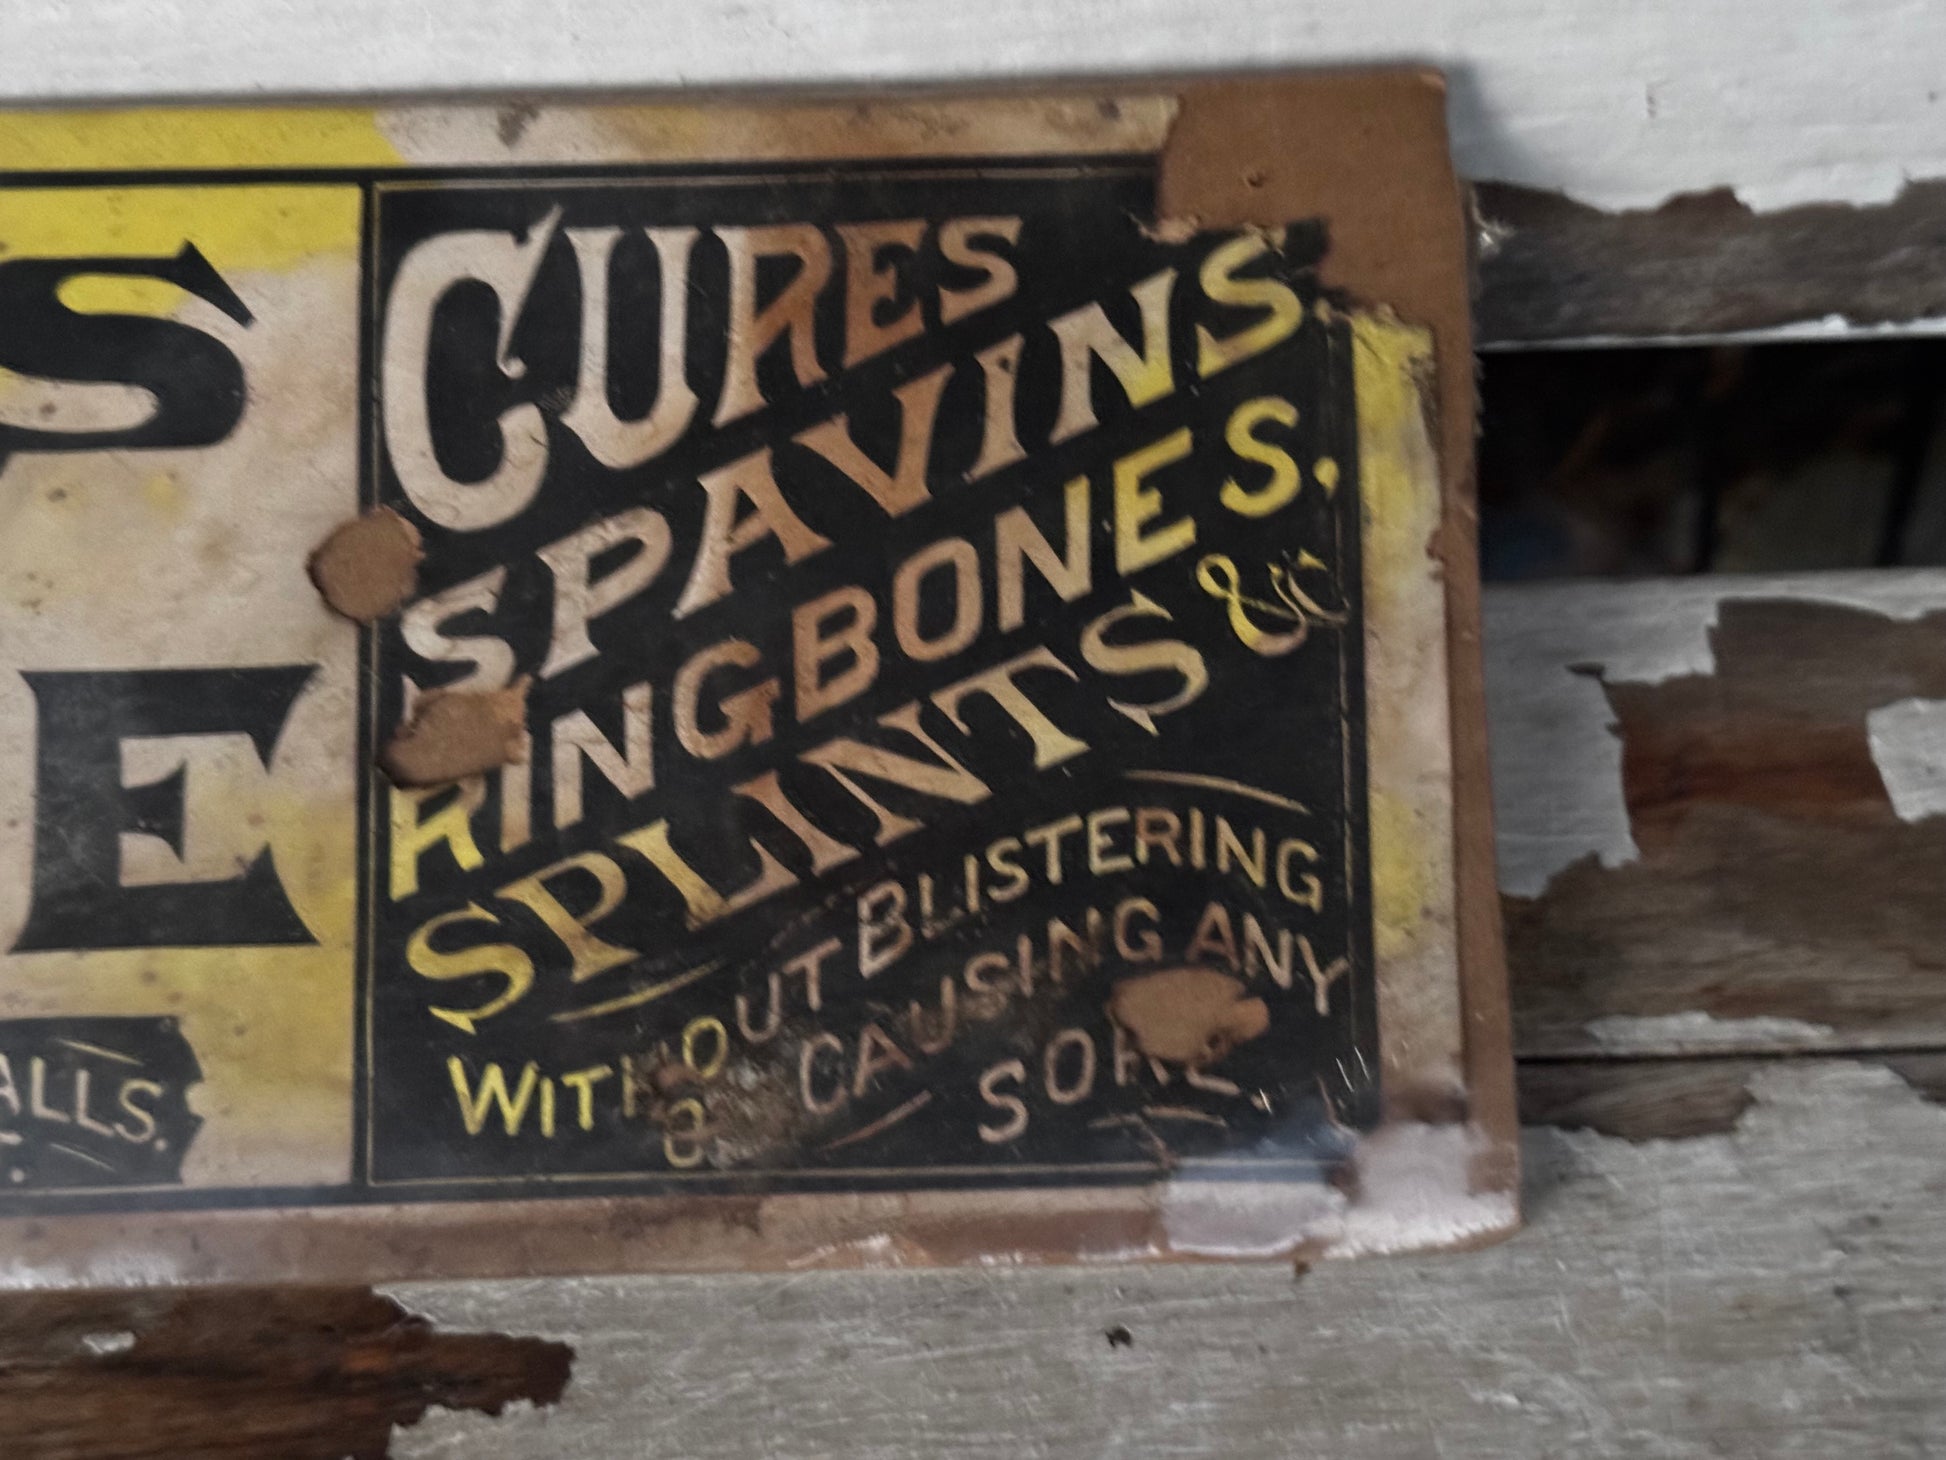 S
E
ALLS.
CURES
SPAVINS
RINGBONES.
SPLINTS &c
WITHOUT BLISTERING
& CAUSING ANY
SORE.